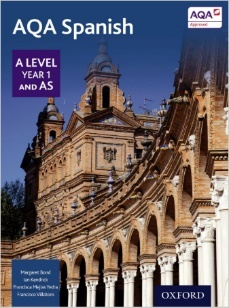 AQA
Approved
AQA Spanish
A LEVEL
YEAR 1
AND AS
Margaret Bond
Ian Kendrick
Francisca Mejías Yedra
Francisco Villatoro
OXFORD